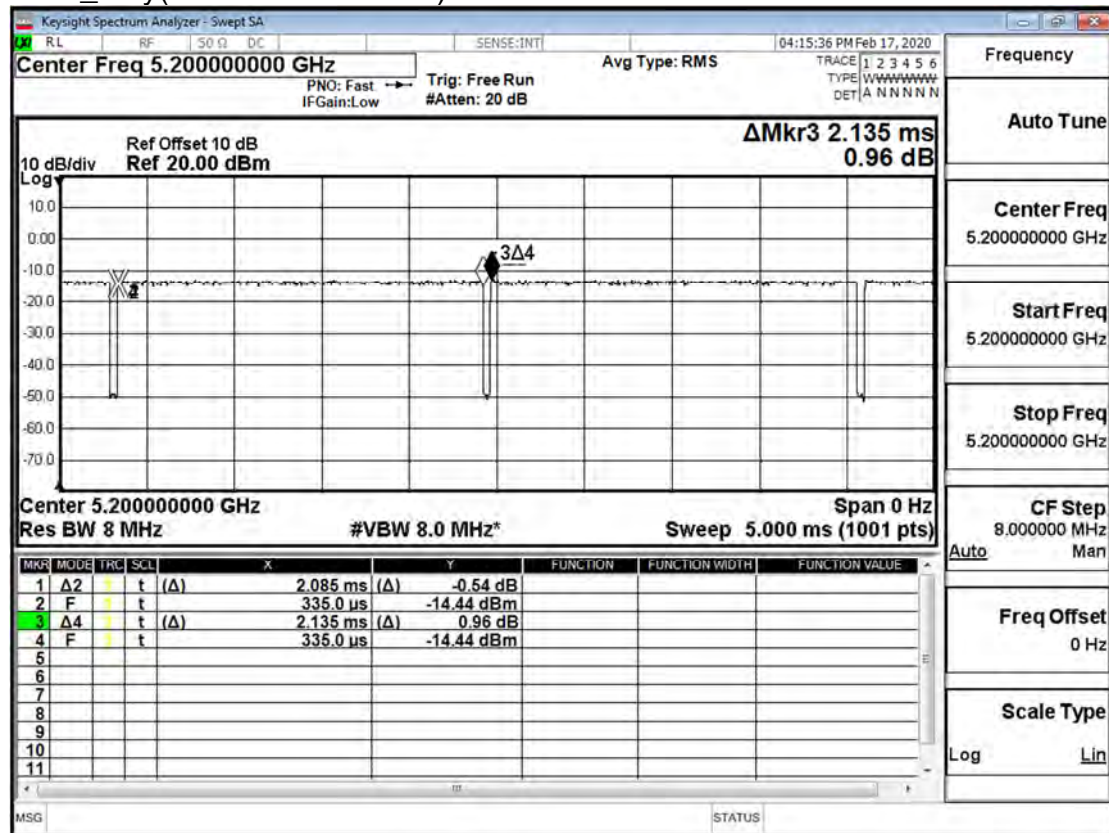 Keysight Spectrum Analyzer - Swept SA
RL RF 50 Ω DC SENSE:INT 04:15:36 PM Feb 17, 2020
Center Freq 5.200000000 GHz Avg Type: RMS TRACE 1 2 3 4 5 6
PNO: Fast Trig: Free Run TYPE WWWWWW
IFGain:Low #Atten: 20 dB DET A N N N N N
Ref Offset 10 dB ΔMkr3 2.135 ms
10 dB/div Ref 20.00 dBm 0.96 dB
Log
10.0
0.00
-10.0
-20.0
-30.0
-40.0
-50.0
-60.0
-70.0
3Δ4
Center 5.2000000000 GHz Span 0 Hz
Res BW 8 MHz #VBW 8.0 MHz* Sweep 5.000 ms (1001 pts)
MKR MODE TRC SCL X Y FUNCTION FUNCTION WIDTH FUNCTION VALUE
1 Δ2 1 t (Δ) 2.085 ms (Δ) -0.54 dB
2 F 1 t 335.0 µs -14.44 dBm
3 Δ4 1 t (Δ) 2.135 ms (Δ) 0.96 dB
4 F 1 t 335.0 µs -14.44 dBm
5
6
7
8
9
10
11
MSG STATUS
Frequency
Auto Tune
Center Freq
5.200000000 GHz
Start Freq
5.200000000 GHz
Stop Freq
5.200000000 GHz
CF Step
8.000000 MHz
Auto Man
Freq Offset
0 Hz
Scale Type
Log Lin